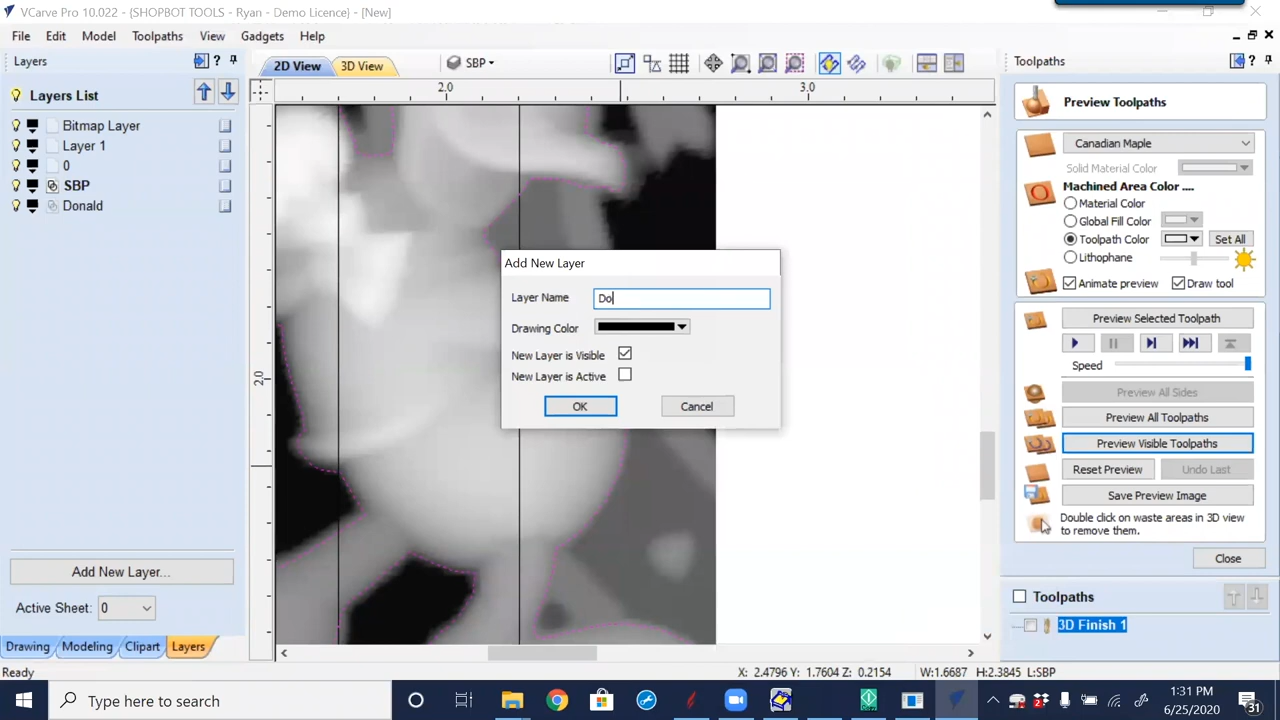 VCarve Pro 10.022 - {SHOPBOT TOOLS - Ryan - Demo Licence} - [New]
File Edit Model Toolpaths View Gadgets Help
Layers
Layers List
Bitmap Layer
Layer 1
0
SBP
Donald
Add New Layer...
Active Sheet: 0
Drawing Modeling Clipart Layers
2D View 3D View SBP
2.0 3.0
2.0
Add New Layer
Layer Name Do
Drawing Color
New Layer is Visible
New Layer is Active
OK Cancel
Toolpaths
Preview Toolpaths
Canadian Maple
Solid Material Color
Machined Area Color ....
Material Color
Global Fill Color
Toolpath Color Set All
Lithophane
Animate preview Draw tool
Preview Selected Toolpath
Speed
Preview All Sides
Preview All Toolpaths
Preview Visible Toolpaths
Reset Preview Undo Last
Save Preview Image
Double click on waste areas in 3D view
to remove them.
Close
Toolpaths
3D Finish 1
Ready X: 2.4796 Y: 1.7604 Z: 0.2154 W:1.6687 H:2.3845 L:SBP
Type here to search
1:31 PM
6/25/2020
31